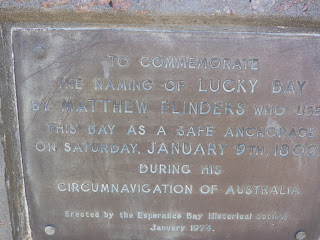 TO COMMEMORATE
THE NAMING OF LUCKY BAY
BY MATTHEW FLINDERS WHO USE
THIS BAY AS A SAFE ANCHORAGE
ON SATURDAY, JANUARY 9TH, 1802,
DURING HIS
CIRCUMNAVIGATION OF AUSTRALIA
Erected by the Esperance Bay Historical Society
January 1974.